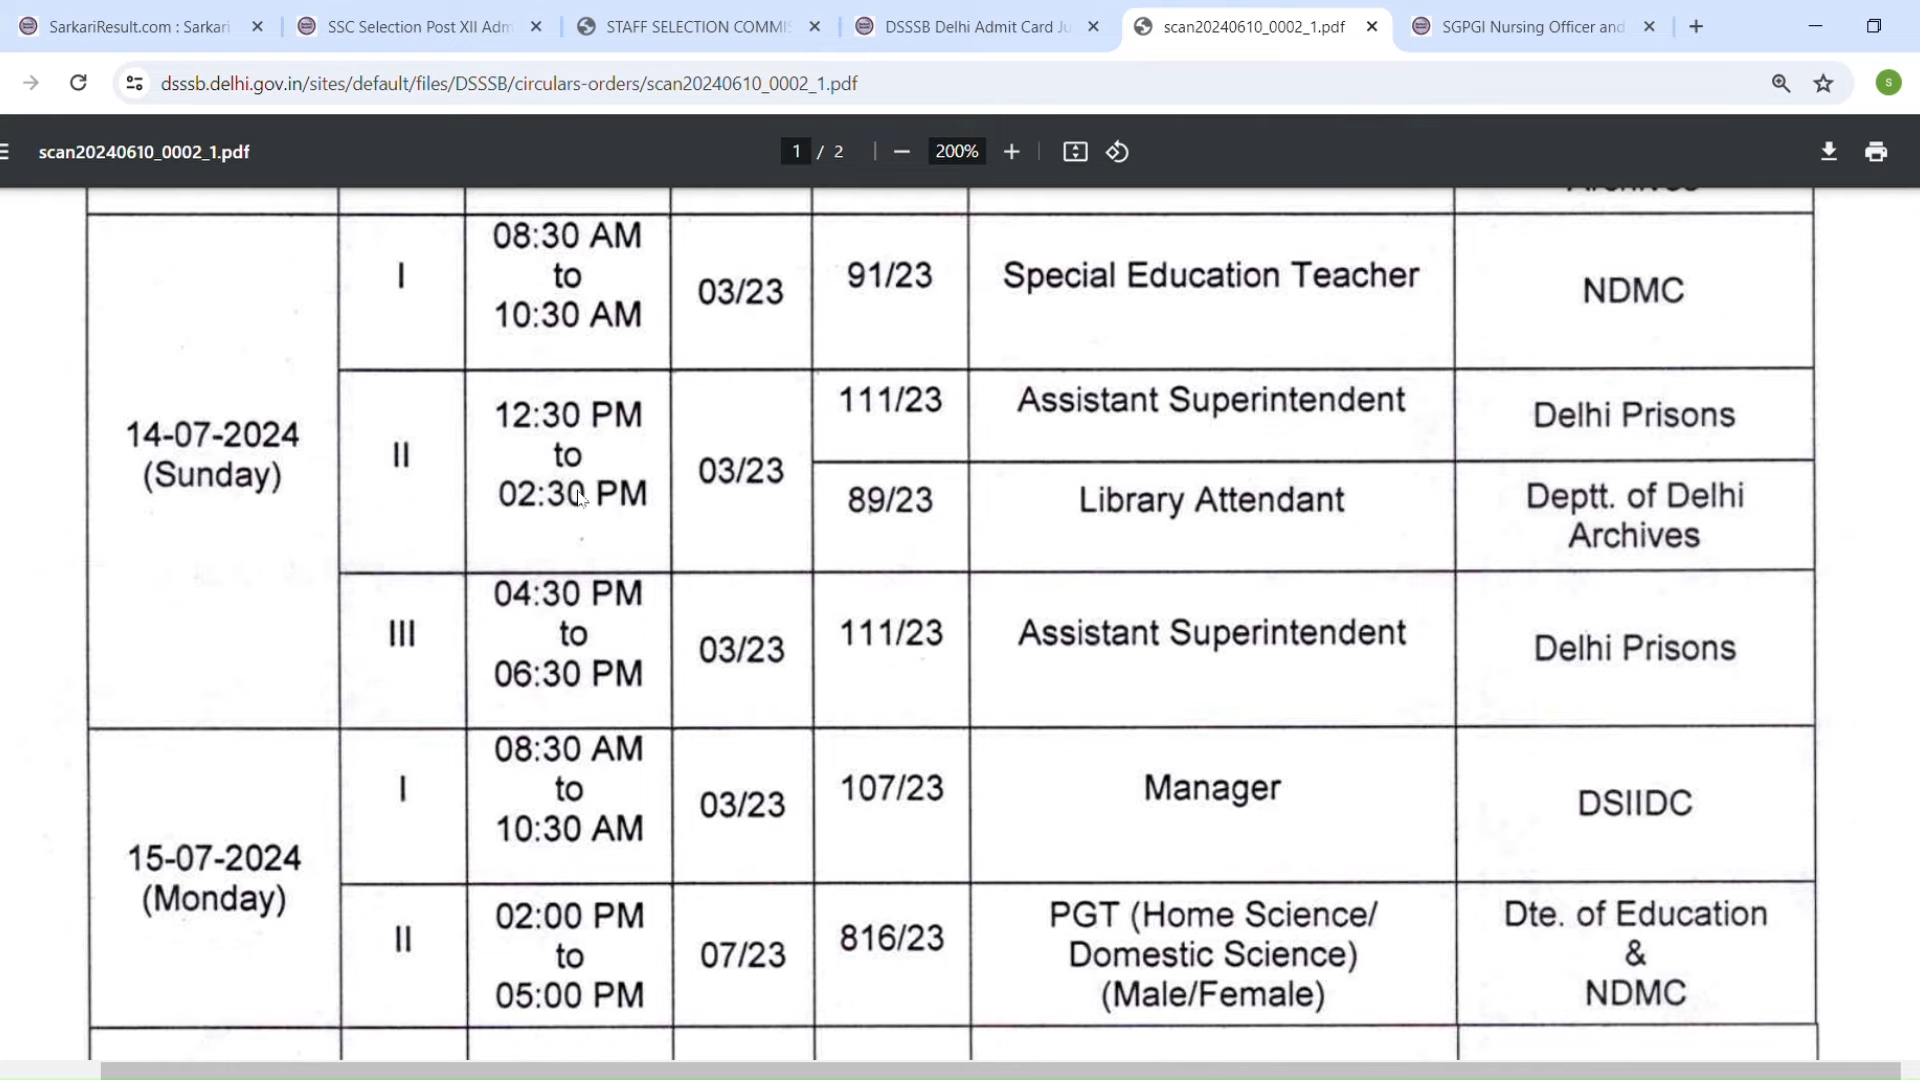 SarkariResult.com : Sarkari
SSC Selection Post XII Adm
STAFF SELECTION COMMIS
DSSSB Delhi Admit Card Ju
scan20240610_0002_1.pdf
SGPGI Nursing Officer and
dsssb.delhi.gov.in/sites/default/files/DSSSB/circulars-orders/scan20240610_0002_1.pdf
S
scan20240610_0002_1.pdf
1 / 2
200%
14-07-2024
(Sunday)
I
08:30 AM
to
10:30 AM
03/23
91/23
Special Education Teacher
NDMC
II
12:30 PM
to
02:30 PM
03/23
111/23
Assistant Superintendent
Delhi Prisons
89/23
Library Attendant
Deptt. of Delhi
Archives
III
04:30 PM
to
06:30 PM
03/23
111/23
Assistant Superintendent
Delhi Prisons
15-07-2024
(Monday)
I
08:30 AM
to
10:30 AM
03/23
107/23
Manager
DSIIDC
II
02:00 PM
to
05:00 PM
07/23
816/23
PGT (Home Science/
Domestic Science)
(Male/Female)
Dte. of Education
&
NDMC